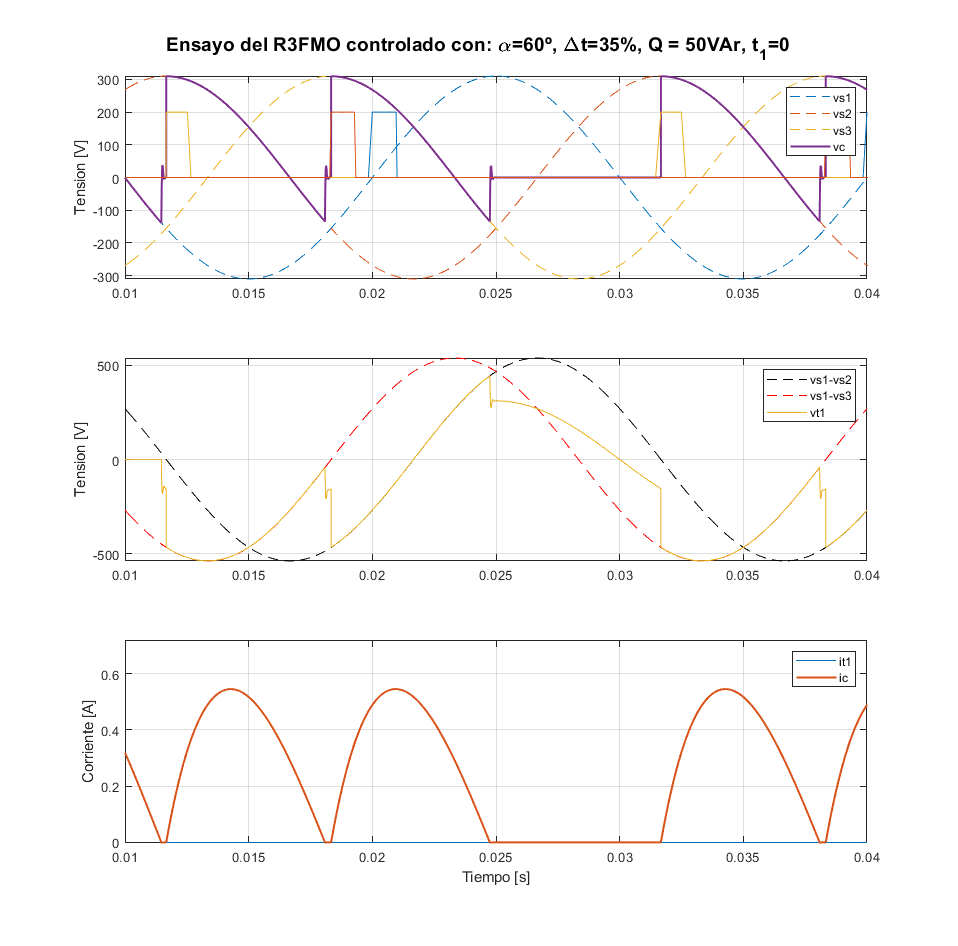 Ensayo del R3FMO controlado con: α=60º, Δt=35%, Q = 50VAr, t₁=0
300
200
100
0
-100
-200
-300
Tension [V]
vs1
vs2
vs3
vc
0.01
0.015
0.02
0.025
0.03
0.035
0.04
500
0
-500
Tension [V]
vs1-vs2
vs1-vs3
vt1
0.01
0.015
0.02
0.025
0.03
0.035
0.04
0.6
0.4
0.2
0
Corriente [A]
it1
ic
0.01
0.015
0.02
0.025
0.03
0.035
0.04
Tiempo [s]